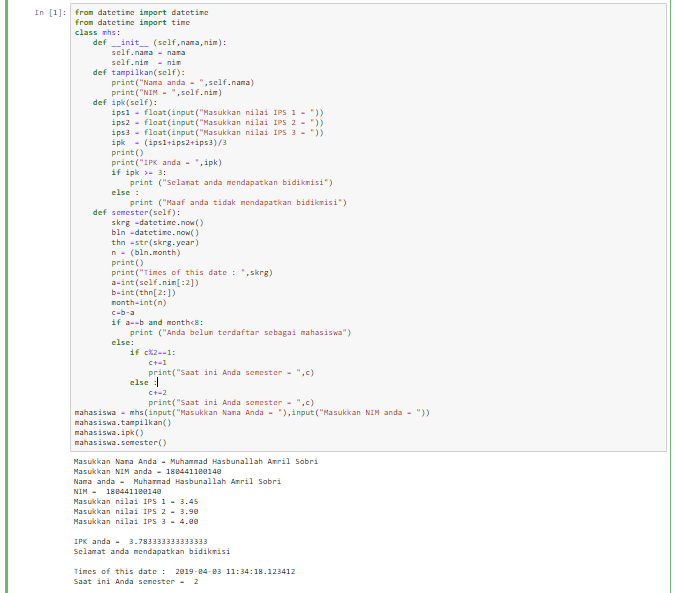 In [1]: from datetime import datetime
from datetime import time
class mhs:
    def __init__ (self,nama,nim):
        self.nama = nama
        self.nim  = nim
    def tampilkan(self):
        print("Nama anda = ",self.nama)
        print("NIM = ",self.nim)
    def ipk(self):
        ips1 = float(input("Masukkan nilai IPS 1 = "))
        ips2 = float(input("Masukkan nilai IPS 2 = "))
        ips3 = float(input("Masukkan nilai IPS 3 = "))
        ipk  = (ips1+ips2+ips3)/3
        print()
        print("IPK anda = ",ipk)
        if ipk >= 3:
            print ("Selamat anda mendapatkan bidikmisi")
        else :
            print ("Maaf anda tidak mendapatkan bidikmisi")
    def semester(self):
        skrg =datetime.now()
        bln =datetime.now()
        thn =str(skrg.year)
        n = (bln.month)
        print()
        print("Times of this date : ",skrg)
        a=int(self.nim[:2])
        b=int(thn[2:])
        month=int(n)
        c=b-a
        if a==b and month<8:
            print ("Anda belum terdaftar sebagai mahasiswa")
        else:
            if c%2==1:
                c+=1
                print("Saat ini Anda semester = ",c)
            else :
                c+=2
                print("Saat ini Anda semester = ",c)
mahasiswa = mhs(input("Masukkan Nama Anda = "),input("Masukkan NIM anda = "))
mahasiswa.tampilkan()
mahasiswa.ipk()
mahasiswa.semester()
Masukkan Nama Anda = Muhammad Hasbunallah Amril Sobri
Masukkan NIM anda = 180441100140
Nama anda =  Muhammad Hasbunallah Amril Sobri
NIM =  180441100140
Masukkan nilai IPS 1 = 3.45
Masukkan nilai IPS 2 = 3.90
Masukkan nilai IPS 3 = 4.00
IPK anda =  3.783333333333333
Selamat anda mendapatkan bidikmisi
Times of this date :  2019-04-03 11:34:18.123412
Saat ini Anda semester =  2